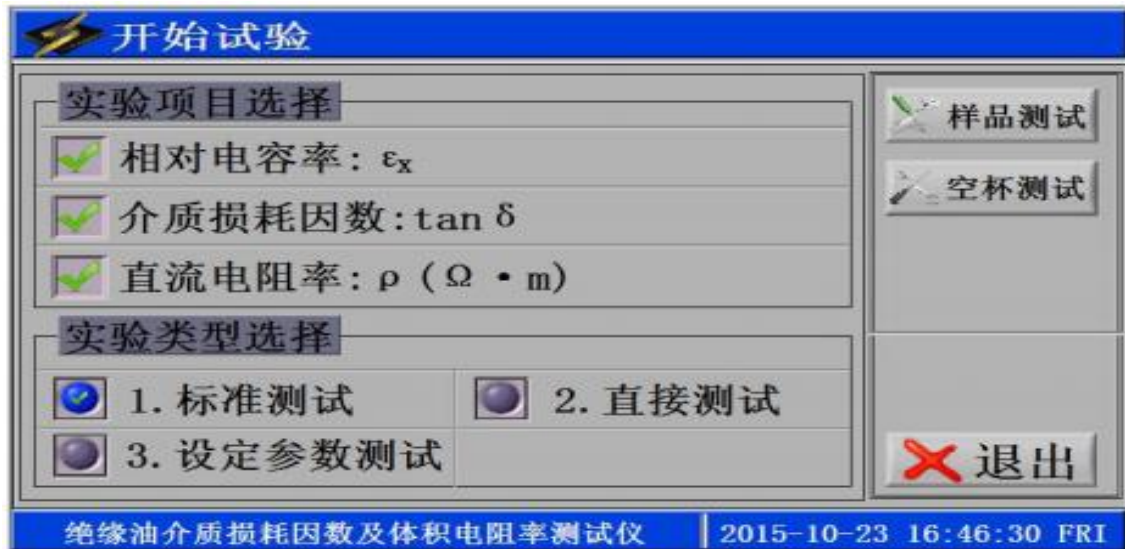 开始试验
实验项目选择
相对电容率: εx
介质损耗因数:tan δ
直流电阻率: ρ (Ω • m)
实验类型选择
1. 标准测试
2. 直接测试
3. 设定参数测试
样品测试
空杯测试
退出
绝缘油介质损耗因数及体积电阻率测试仪
2015-10-23 16:46:30 FRI